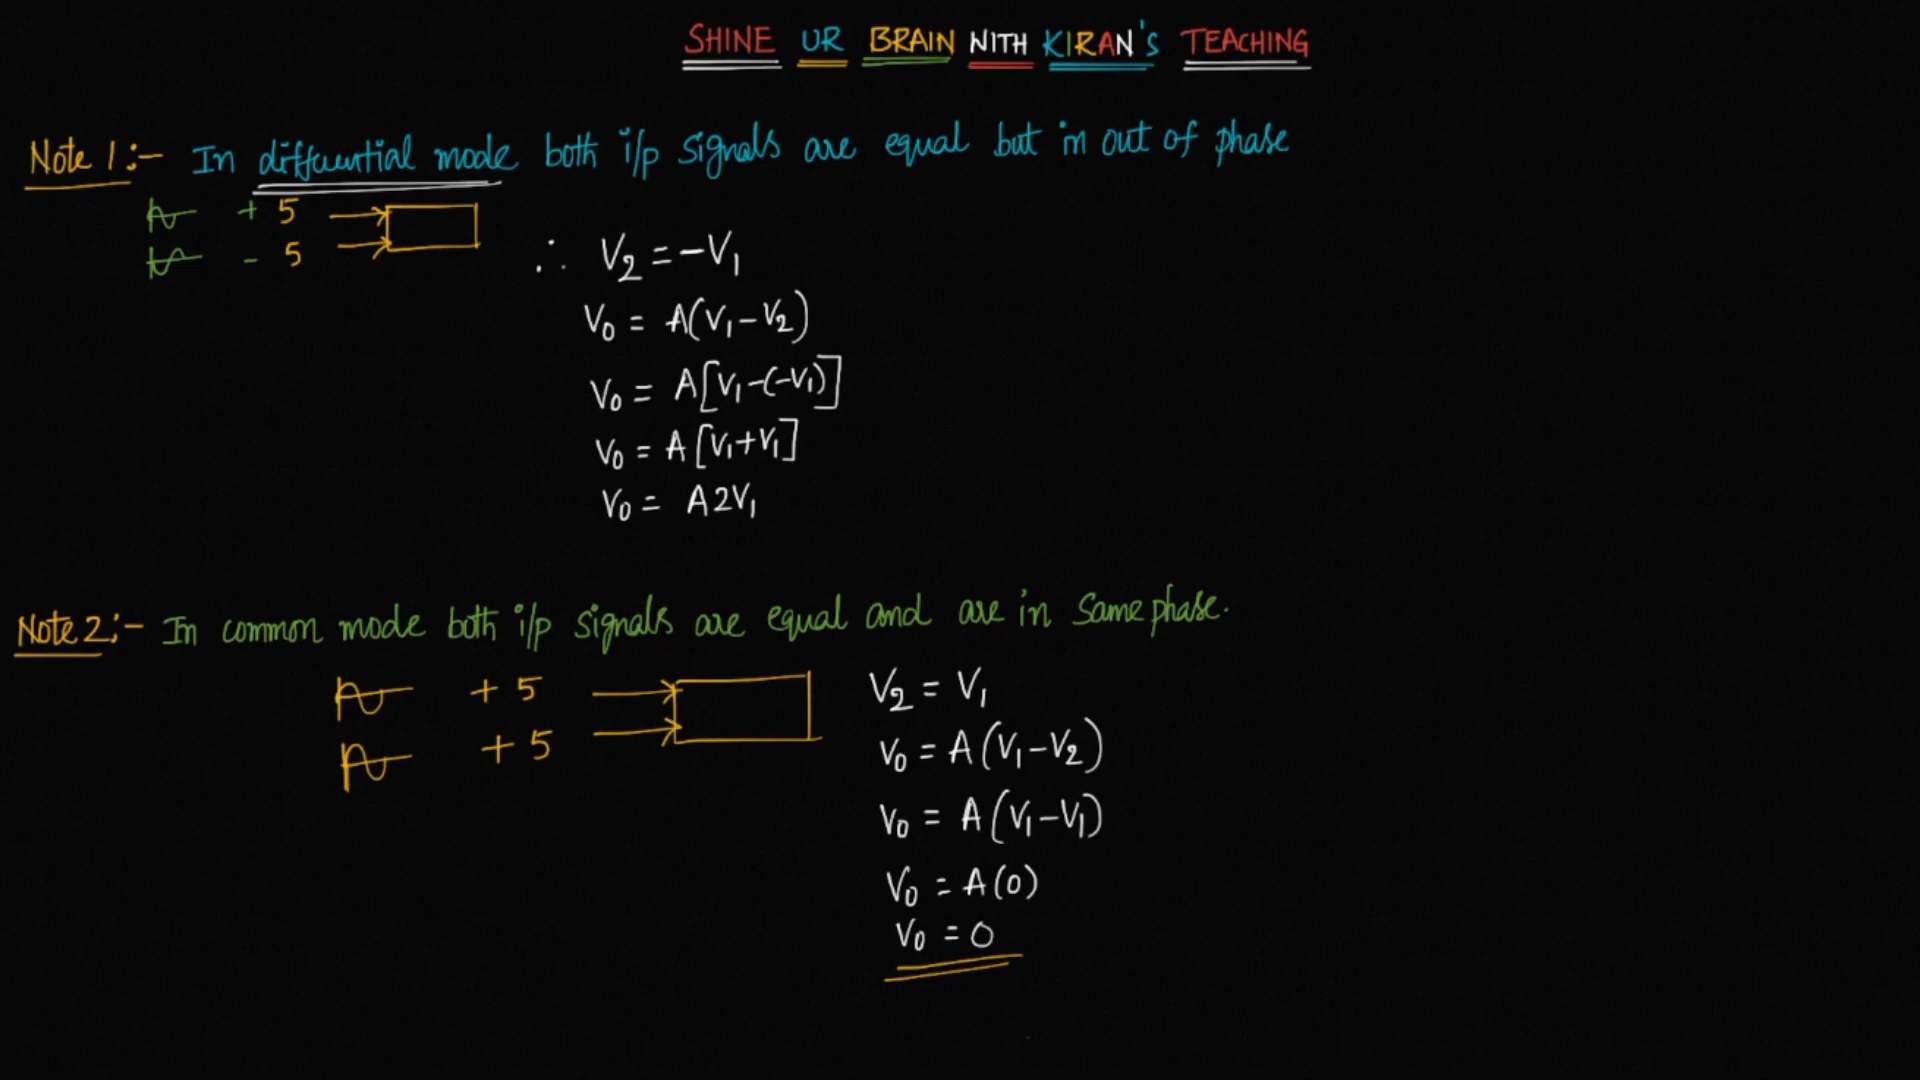 SHINE UR BRAIN WITH KIRAN'S TEACHING
Note 1:- In differential mode both i/p signals are equal but in out of phase
+ 5
- 5
∴ V₂ = -V₁
V₀ = A(V₁-V₂)
V₀ = A[V₁-(-V₁)]
V₀ = A[V₁+V₁]
V₀ = A2V₁
Note 2:- In common mode both i/p signals are equal and are in same phase.
+ 5
+ 5
V₂ = V₁
V₀ = A(V₁-V₂)
V₀ = A(V₁-V₁)
V₀ = A(0)
V₀ = 0